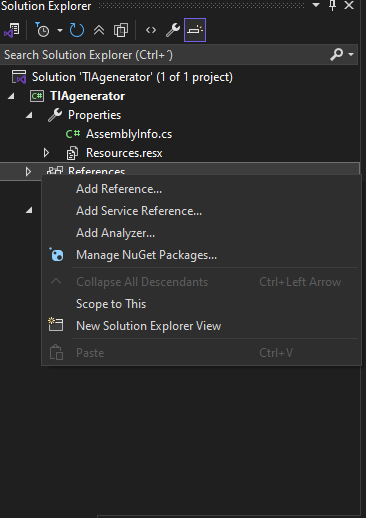 Solution Explorer
Search Solution Explorer (Ctrl+´)
Solution 'TIAgenerator' (1 of 1 project)
C# TIAgenerator
Properties
C# AssemblyInfo.cs
Resources.resx
References
Add Reference...
Add Service Reference...
Add Analyzer...
Manage NuGet Packages...
Collapse All Descendants Ctrl+Left Arrow
Scope to This
New Solution Explorer View
Paste Ctrl+V